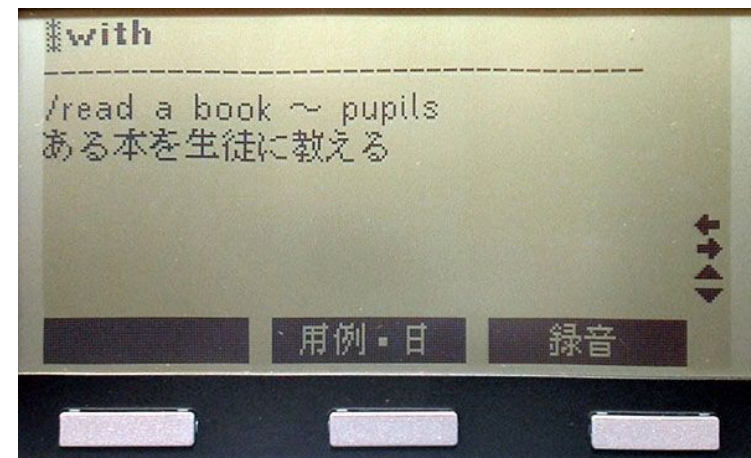 ⁑with
/read a book ～ pupils
ある本を生徒に教える
用例▪日
録音